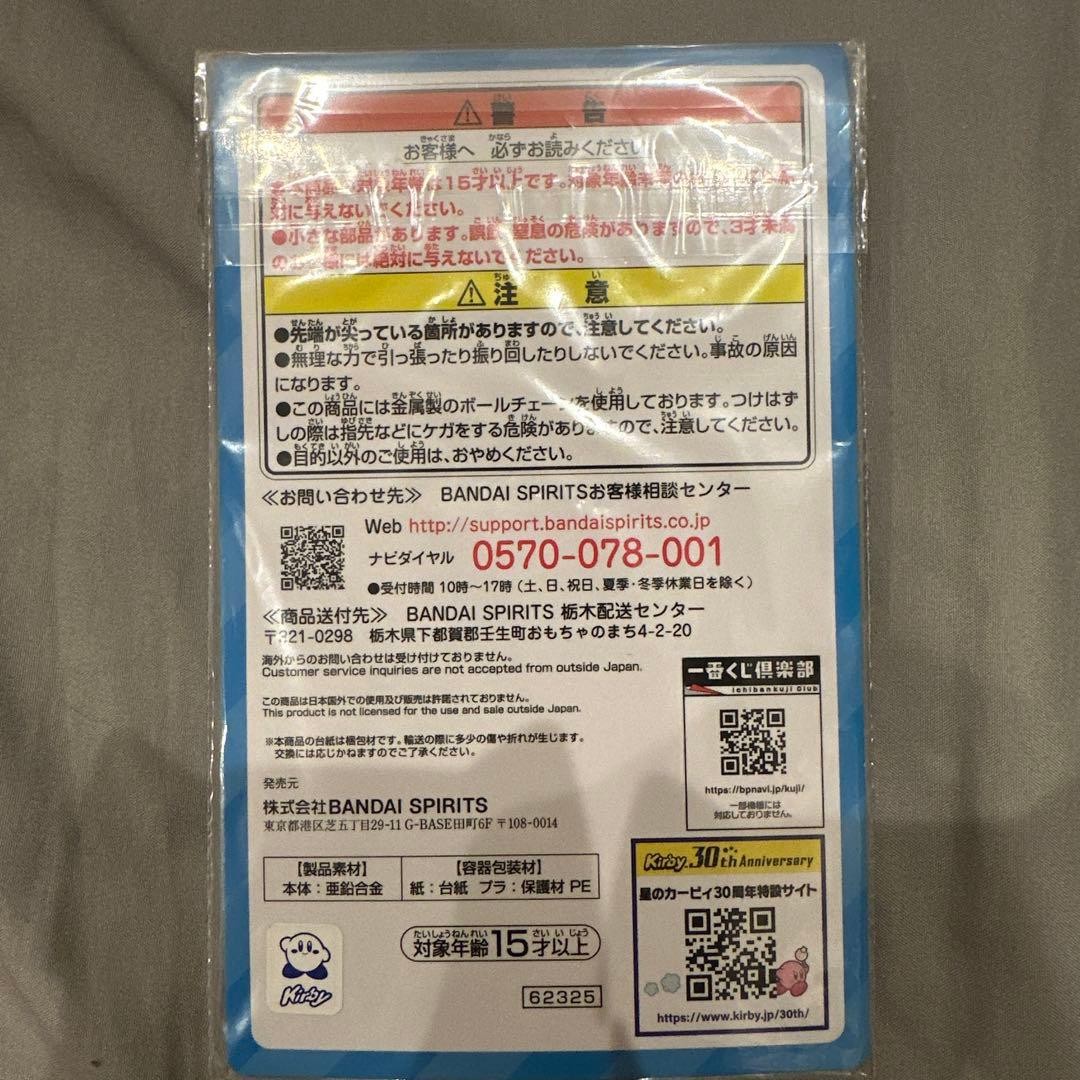 ⚠警 告
お客様へ 必ずお読みください
対象年齢は15才以上です。対象年齢未満の
対に与えないでください。
●小さな部品があります。誤飲、窒息の危険がありますので、3才未満
のお子様には絶対に与えないでください。
⚠注 意
●先端が尖っている箇所がありますので、注意してください。
●無理な力で引っ張ったり振り回したりしないでください。事故の原因
になります。
●この商品には金属製のボールチェーンを使用しております。つけはず
しの際は指先などにケガをする危険がありますので、注意してください。
●目的以外のご使用は、おやめください。
≪お問い合わせ先≫ BANDAI SPIRITSお客様相談センター
Web http://support.bandaispirits.co.jp
ナビダイヤル 0570-078-001
●受付時間 10時~17時(土、日、祝日、夏季・冬季休業日を除く)
≪商品送付先≫ BANDAI SPIRITS 栃木配送センター
〒321-0298 栃木県下都賀郡壬生町おもちゃのまち4-2-20
海外からのお問い合わせは受け付けておりません。
Customer service inquiries are not accepted from outside Japan.
この商品は日本国外での使用及び販売は許諾されておりません。
This product is not licensed for the use and sale outside Japan.
※本商品の台紙は梱包材です。輸送の際に多少の傷や折れが生じます。
交換には応じかねますのでご了承ください。
発売元
株式会社BANDAI SPIRITS
東京都港区芝五丁目29-11 G-BASE田町6F 〒108-0014
【製品素材】 【容器包装材】
本体:亜鉛合金 紙:台紙 プラ:保護材 PE
対象年齢15才以上
Kirby
62325
一番くじ倶楽部
Ichibankuji Club
https://bpnavi.jp/kuji/
一部機種には
対応しておりません。
Kirby 30th Anniversary
星のカービィ30周年特設サイト
https://www.kirby.jp/30th/